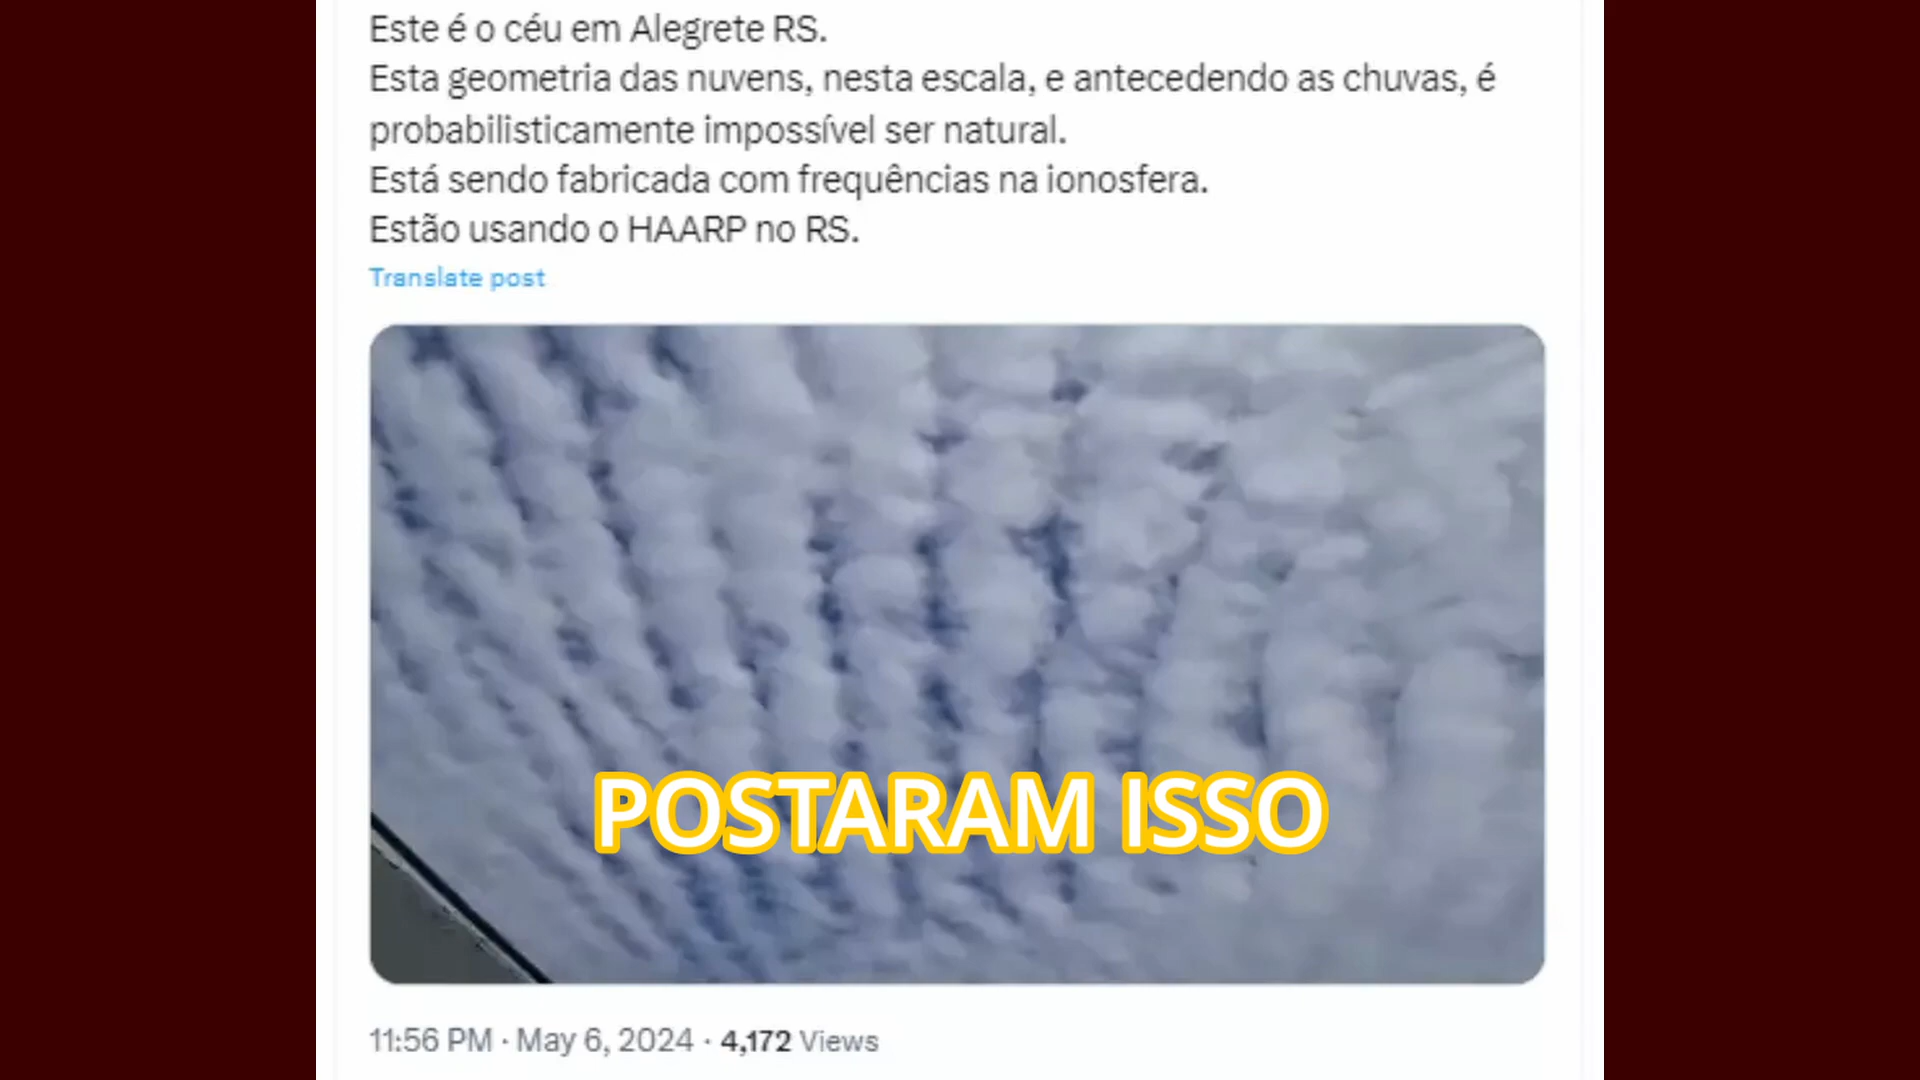 Este é o céu em Alegrete RS.
Esta geometria das nuvens, nesta escala, e antecedendo as chuvas, é
probabilisticamente impossível ser natural.
Está sendo fabricada com frequências na ionosfera.
Estão usando o HAARP no RS.
Translate post
POSTARAM ISSO
11:56 PM · May 6, 2024 · 4,172 Views